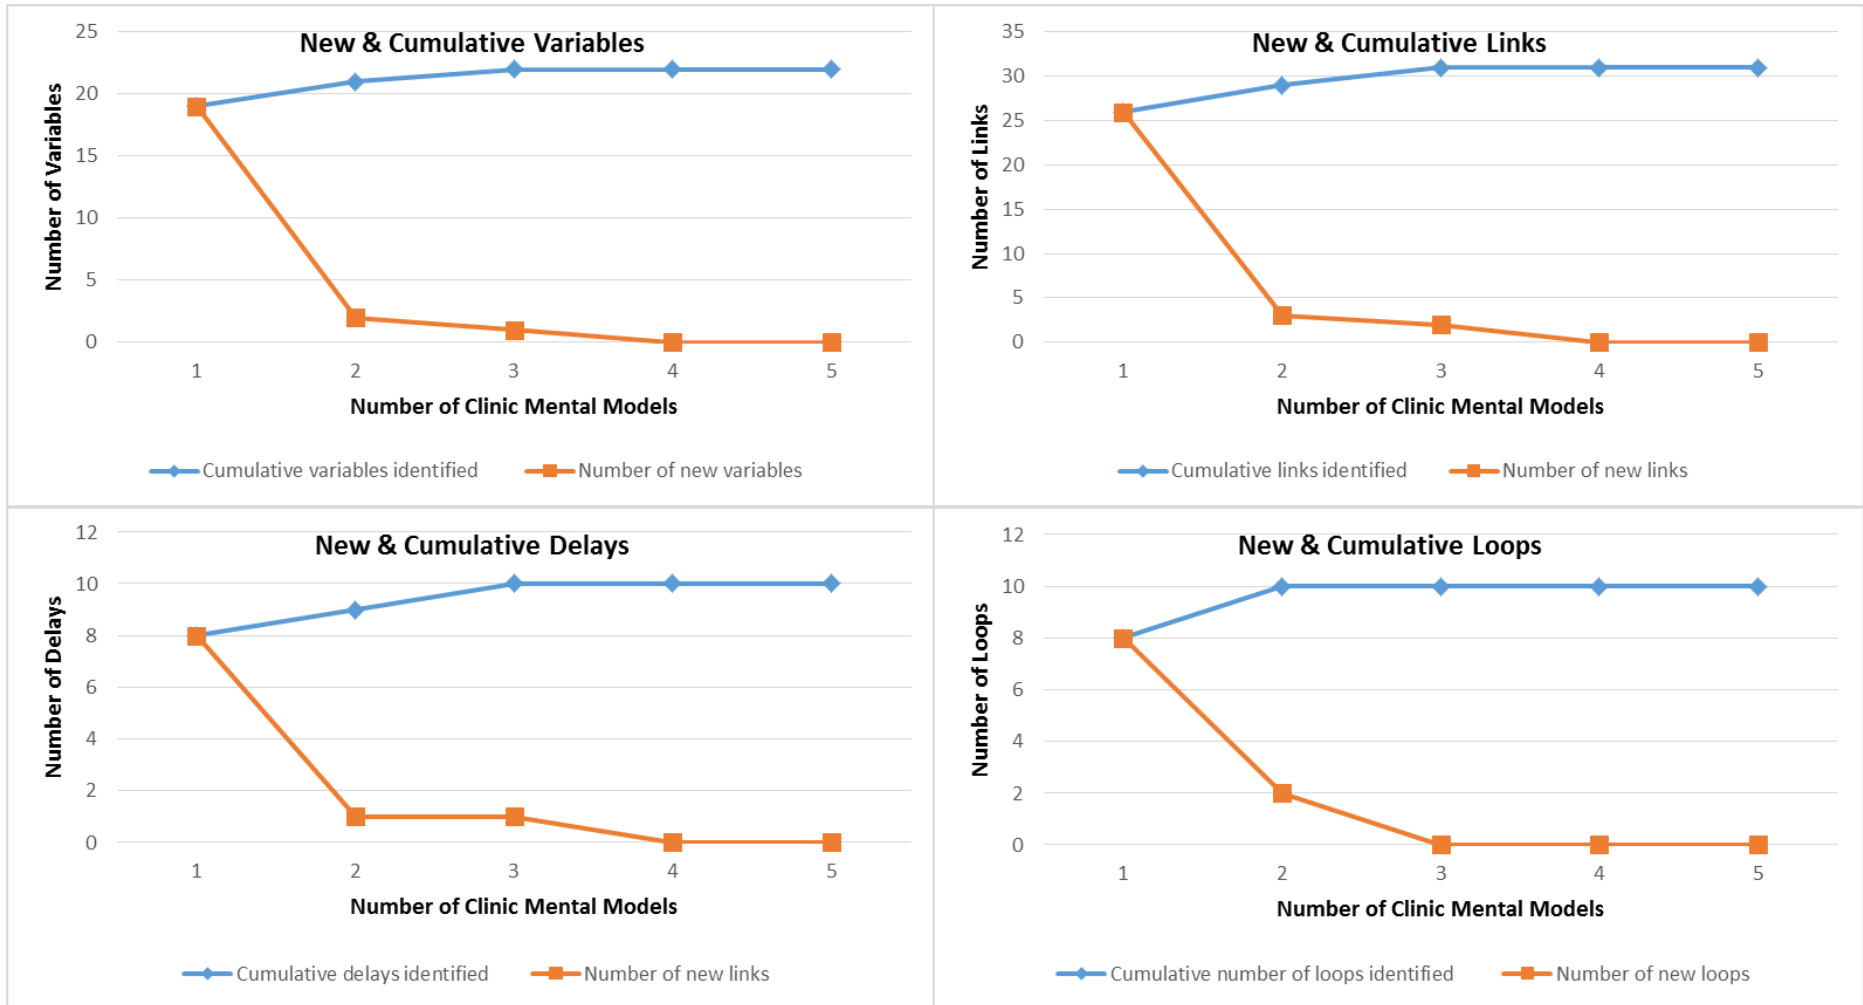 New & Cumulative Variables
25
20
15
10
5
0
Number of Variables
1 2 3 4 5
Number of Clinic Mental Models
Cumulative variables identified Number of new variables
New & Cumulative Links
35
30
25
20
15
10
5
0
Number of Links
1 2 3 4 5
Number of Clinic Mental Models
Cumulative links identified Number of new links
New & Cumulative Delays
12
10
8
6
4
2
0
Number of Delays
1 2 3 4 5
Number of Clinic Mental Models
Cumulative delays identified Number of new links
New & Cumulative Loops
12
10
8
6
4
2
0
Number of Loops
1 2 3 4 5
Number of Clinic Mental Models
Cumulative number of loops identified Number of new loops